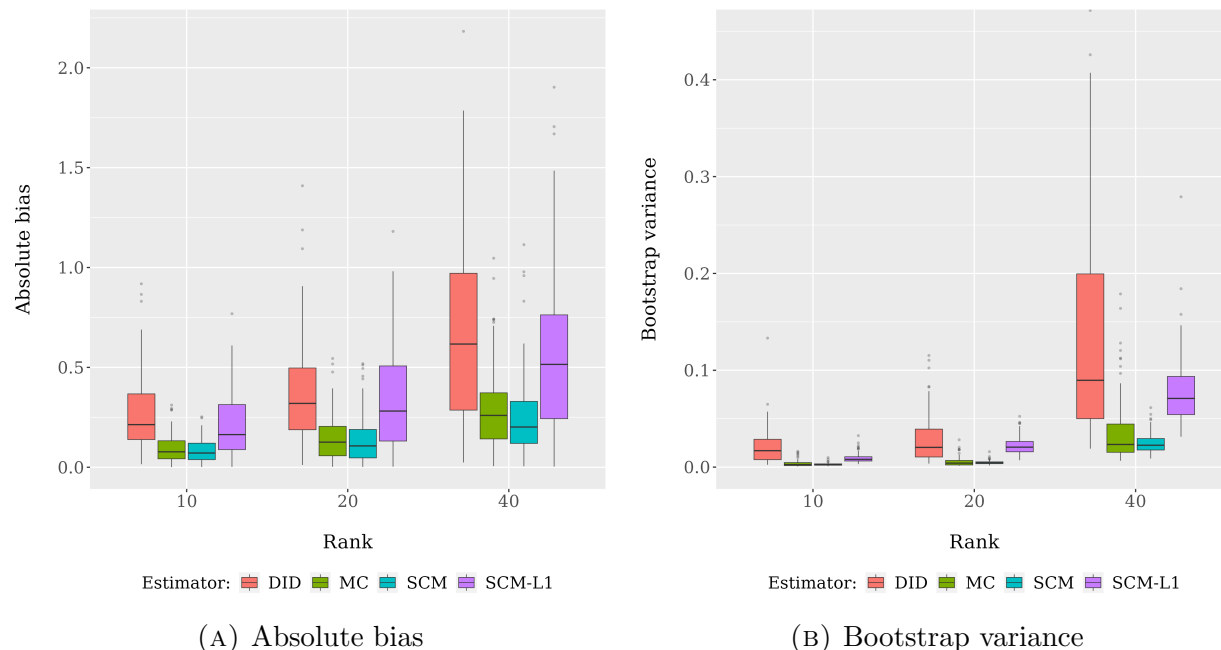 Absolute bias
2.0
1.5
1.0
0.5
0.0
10 20 40
Rank
Estimator: DID MC SCM SCM-L1
(A) Absolute bias
Bootstrap variance
0.4
0.3
0.2
0.1
0.0
10 20 40
Rank
Estimator: DID MC SCM SCM-L1
(B) Bootstrap variance